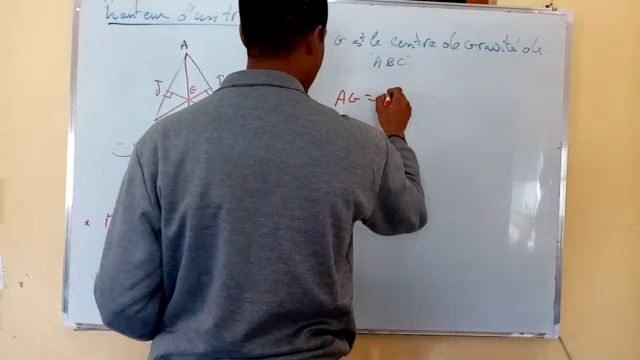 hauteur d'un tr
G est le centre de Gravité de
"ABC"
A
J
E
AG =
*